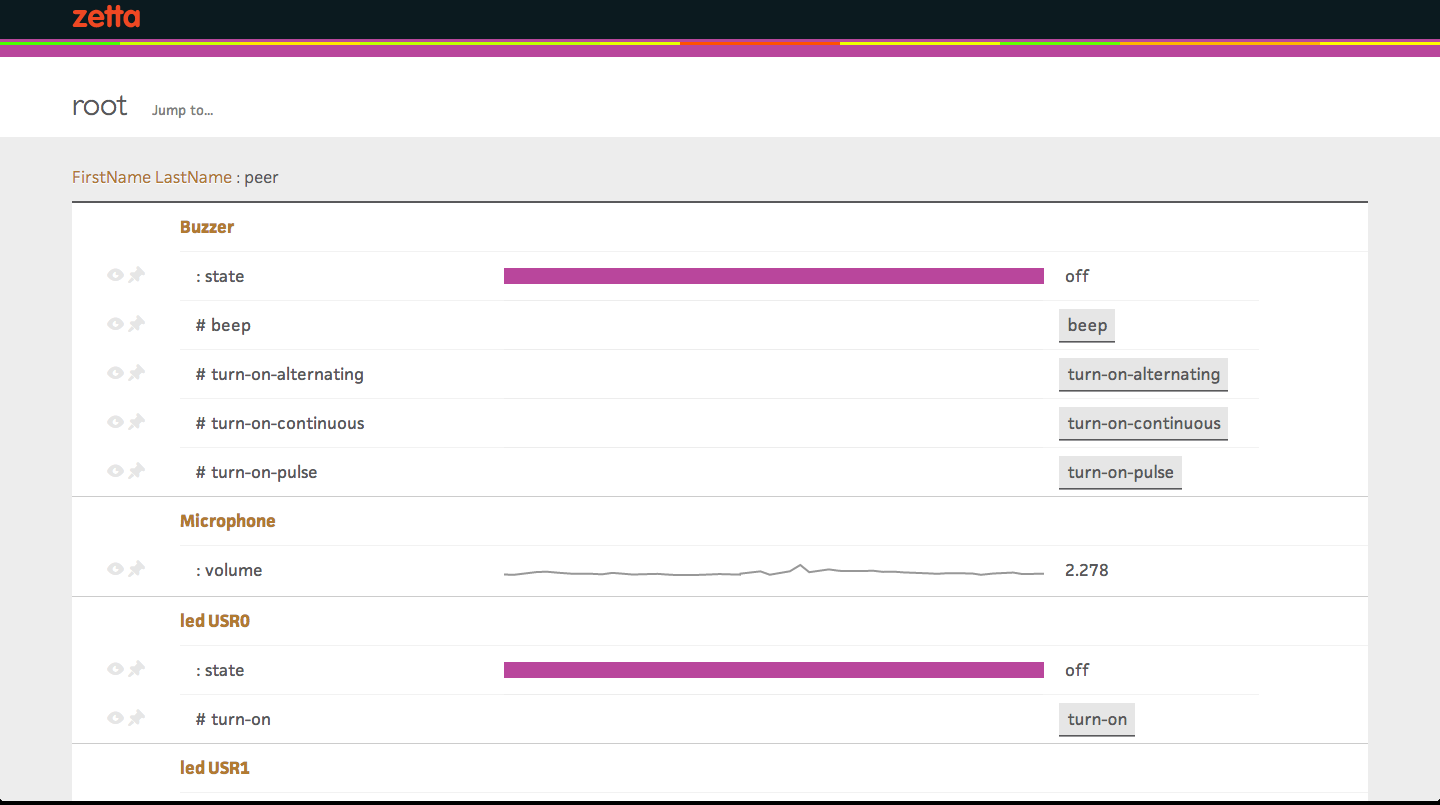 zetta
root Jump to...
FirstName LastName : peer
Buzzer
: state off
# beep beep
# turn-on-alternating turn-on-alternating
# turn-on-continuous turn-on-continuous
# turn-on-pulse turn-on-pulse
Microphone
: volume 2.278
led USR0
: state off
# turn-on turn-on
led USR1